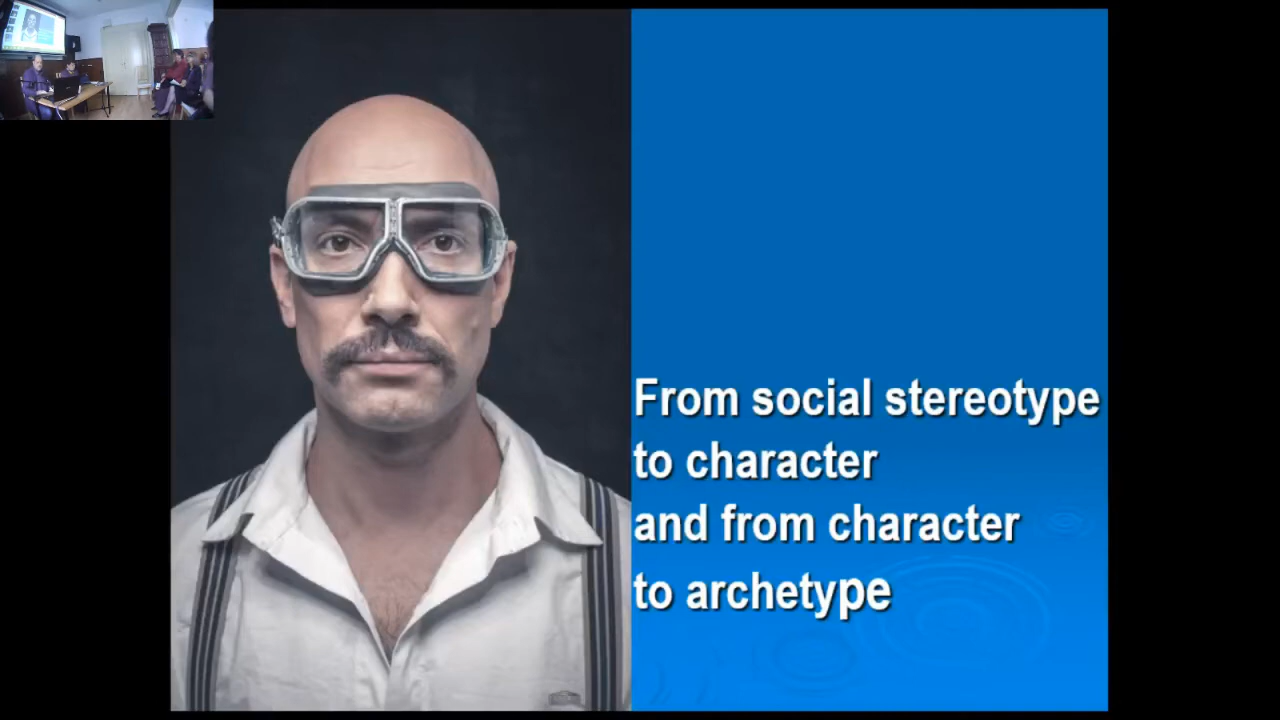 From social stereotype
to character
and from character
to archetype